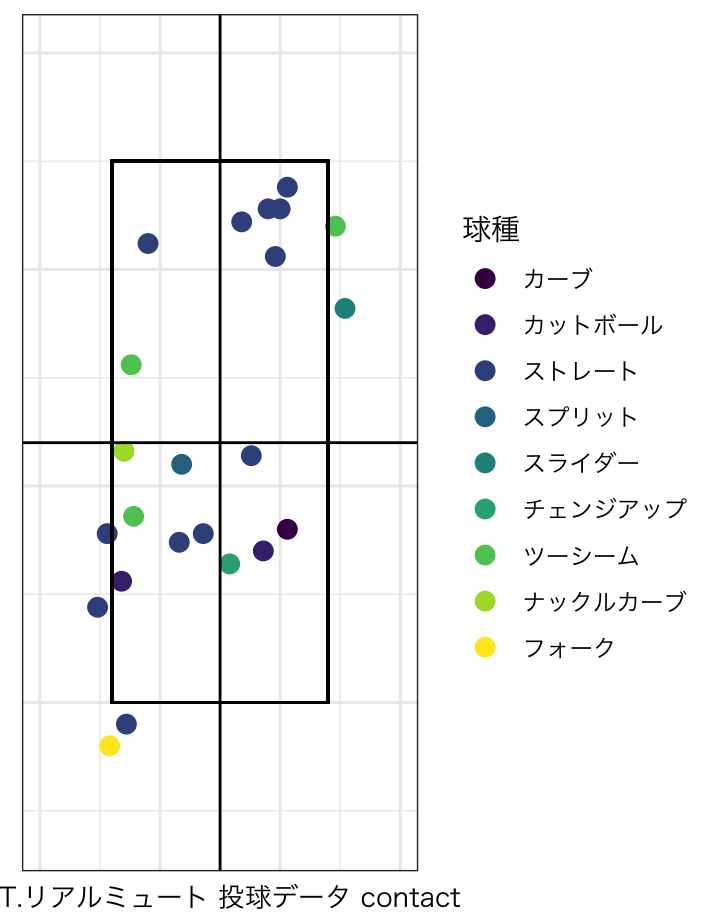 球種
カーブ
カットボール
ストレート
スプリット
スライダー
チェンジアップ
ツーシーム
ナックルカーブ
フォーク
T.リアルミュート 投球データ contact